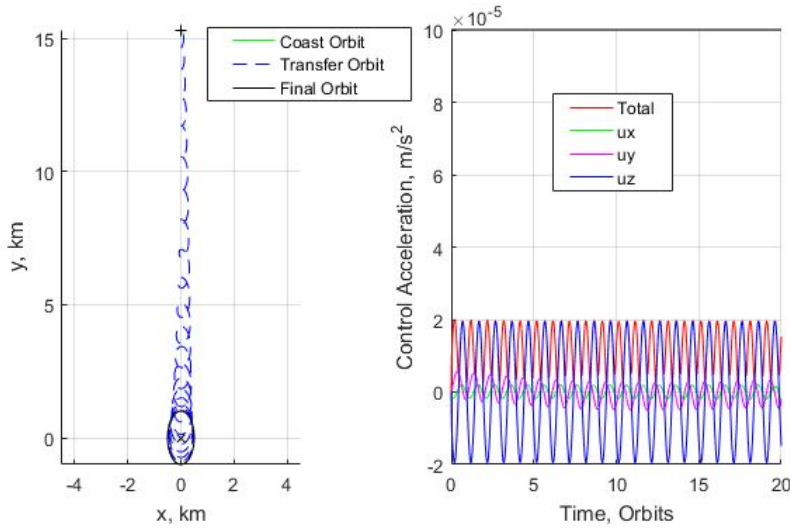 15
10
5
0
y, km
-4
-2
0
2
4
x, km
Coast Orbit
Transfer Orbit
Final Orbit
×10⁻⁵
10
8
6
4
2
0
-2
Control Acceleration, m/s²
0
5
10
15
20
Time, Orbits
Total
ux
uy
uz